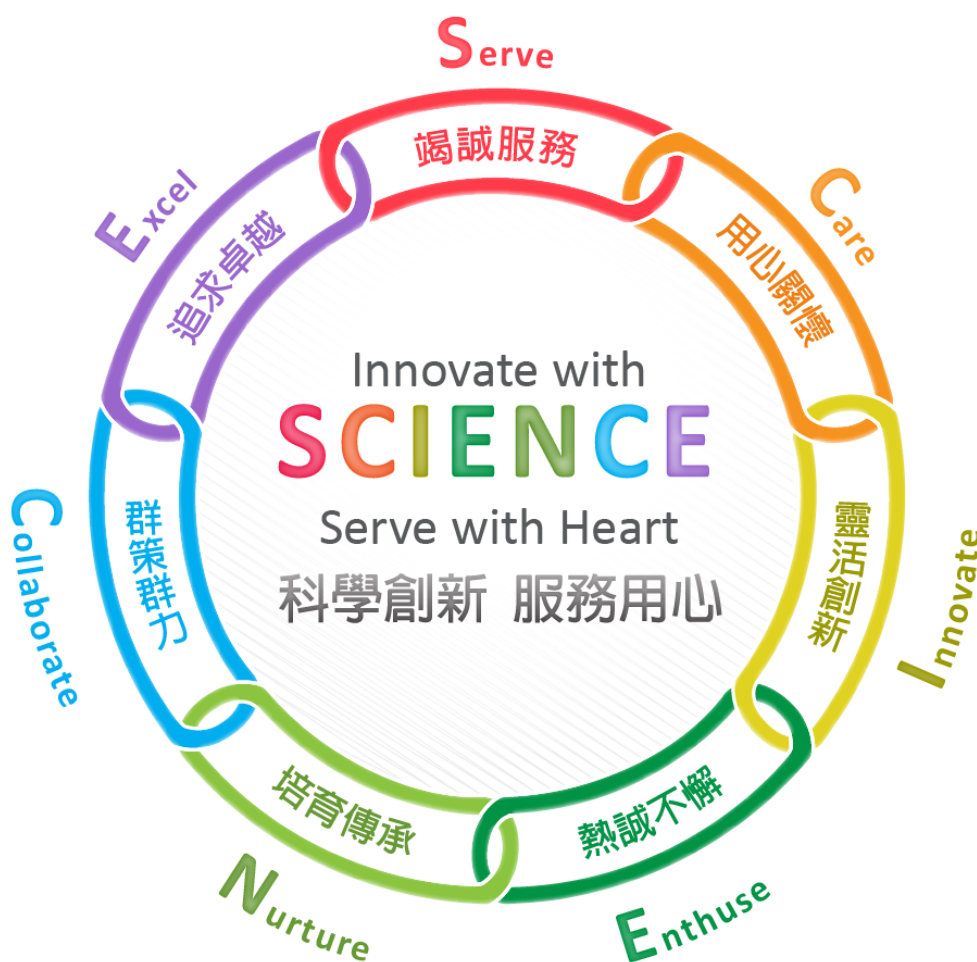 Serve
竭誠服務
Care
用心關懷
Innovate
靈活創新
Enthuse
熱誠不懈
Nurture
培育傳承
Collaborate
群策群力
Excel
追求卓越
Innovate with
SCIENCE
Serve with Heart
科學創新 服務用心